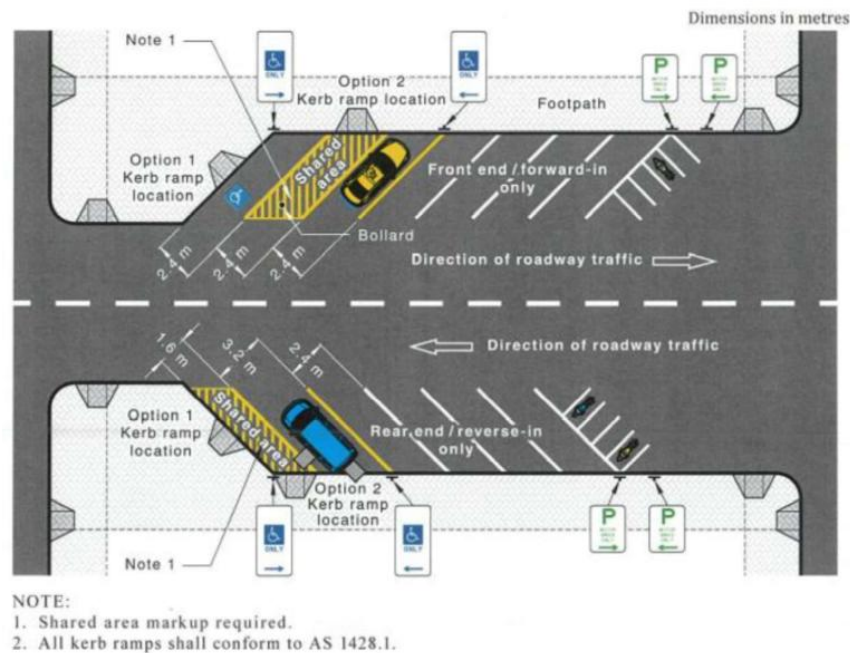 Dimensions in metres
Note 1
ONLY
Option 2
Kerb ramp location
ONLY
P
P
Footpath
Option 1
Kerb ramp
location
Shared
area
Front end / forward-in
only
Bollard
2.4 m
2.4 m
2.4 m
Direction of roadway traffic
1.6 m
3.2 m
2.4 m
Direction of roadway traffic
Option 1
Kerb ramp
location
Shared area
Rear end / reverse-in
only
Option 2
Kerb ramp
location
ONLY
ONLY
P
P
Note 1
NOTE:
1. Shared area markup required.
2. All kerb ramps shall conform to AS 1428.1.